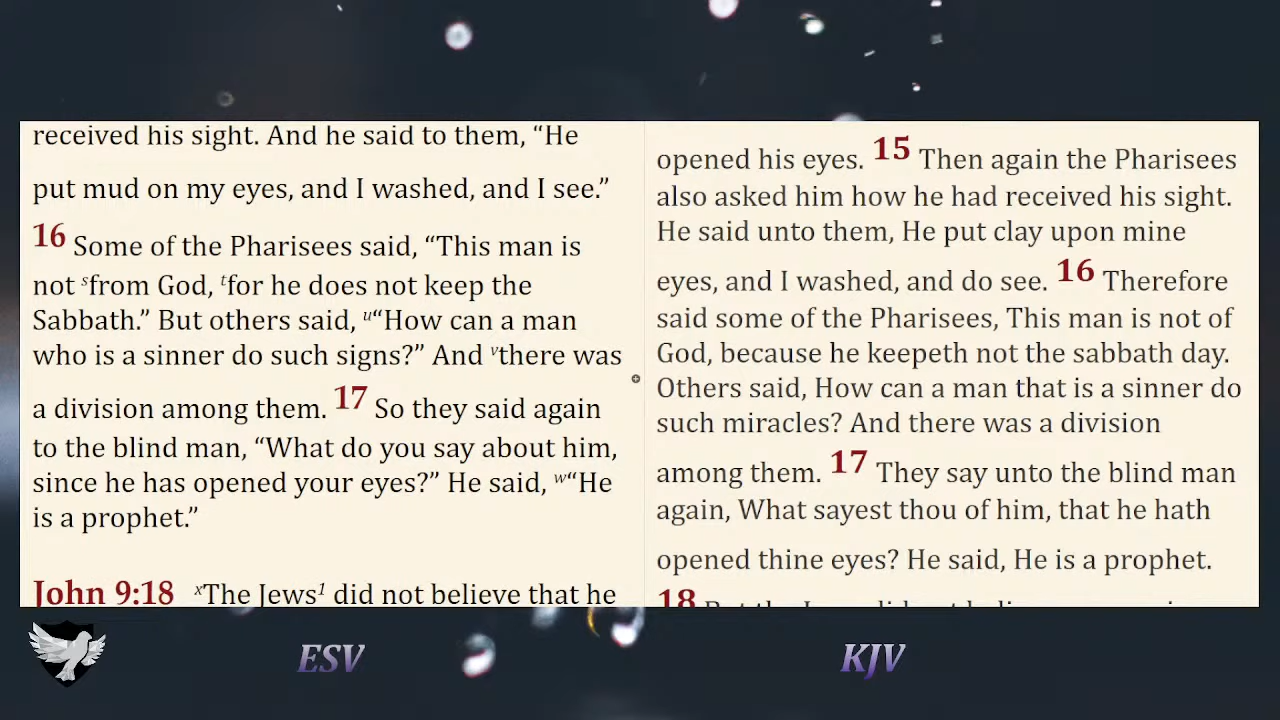 received his sight. And he said to them, “He
put mud on my eyes, and I washed, and I see.”
16 Some of the Pharisees said, “This man is
not sfrom God, tfor he does not keep the
Sabbath.” But others said, u“How can a man
who is a sinner do such signs?” And vthere was
a division among them. 17 So they said again
to the blind man, “What do you say about him,
since he has opened your eyes?” He said, w“He
is a prophet.”
John 9:18 xThe Jews1 did not believe that he
opened his eyes. 15 Then again the Pharisees
also asked him how he had received his sight.
He said unto them, He put clay upon mine
eyes, and I washed, and do see. 16 Therefore
said some of the Pharisees, This man is not of
God, because he keepeth not the sabbath day.
Others said, How can a man that is a sinner do
such miracles? And there was a division
among them. 17 They say unto the blind man
again, What sayest thou of him, that he hath
opened thine eyes? He said, He is a prophet.
18
ESV
KJV